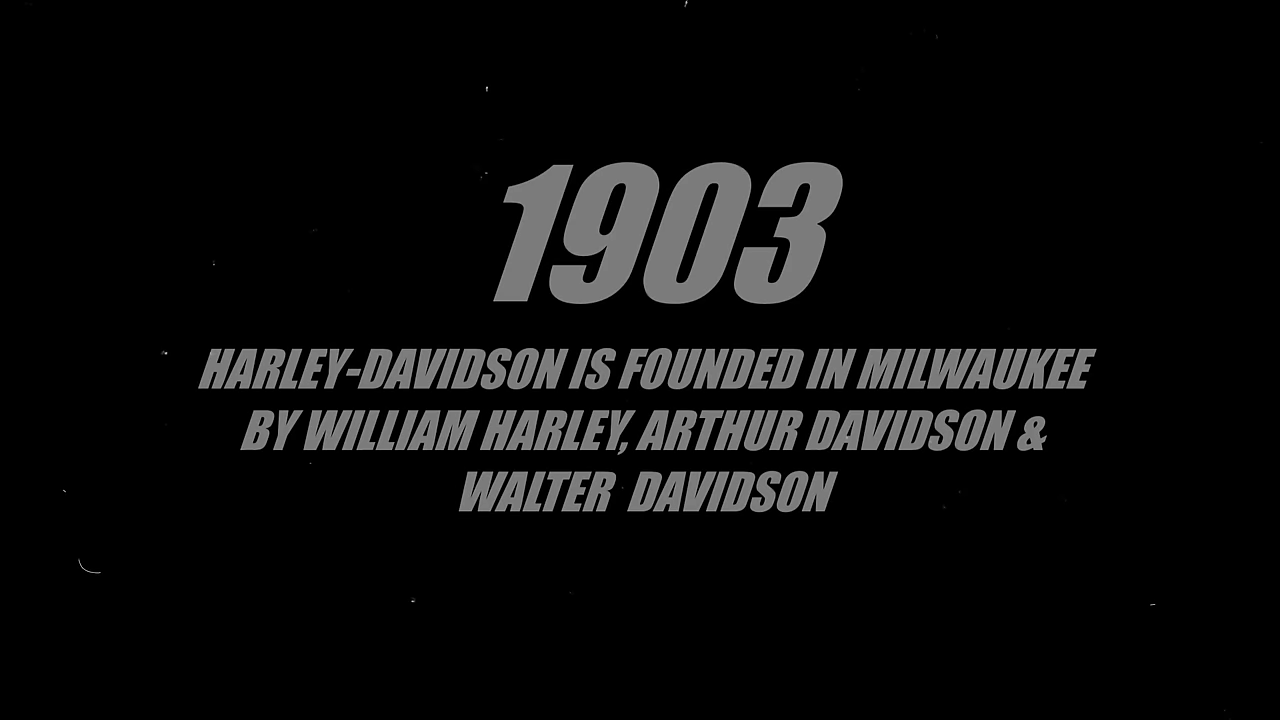 1903
HARLEY-DAVIDSON IS FOUNDED IN MILWAUKEE
BY WILLIAM HARLEY, ARTHUR DAVIDSON &
WALTER DAVIDSON